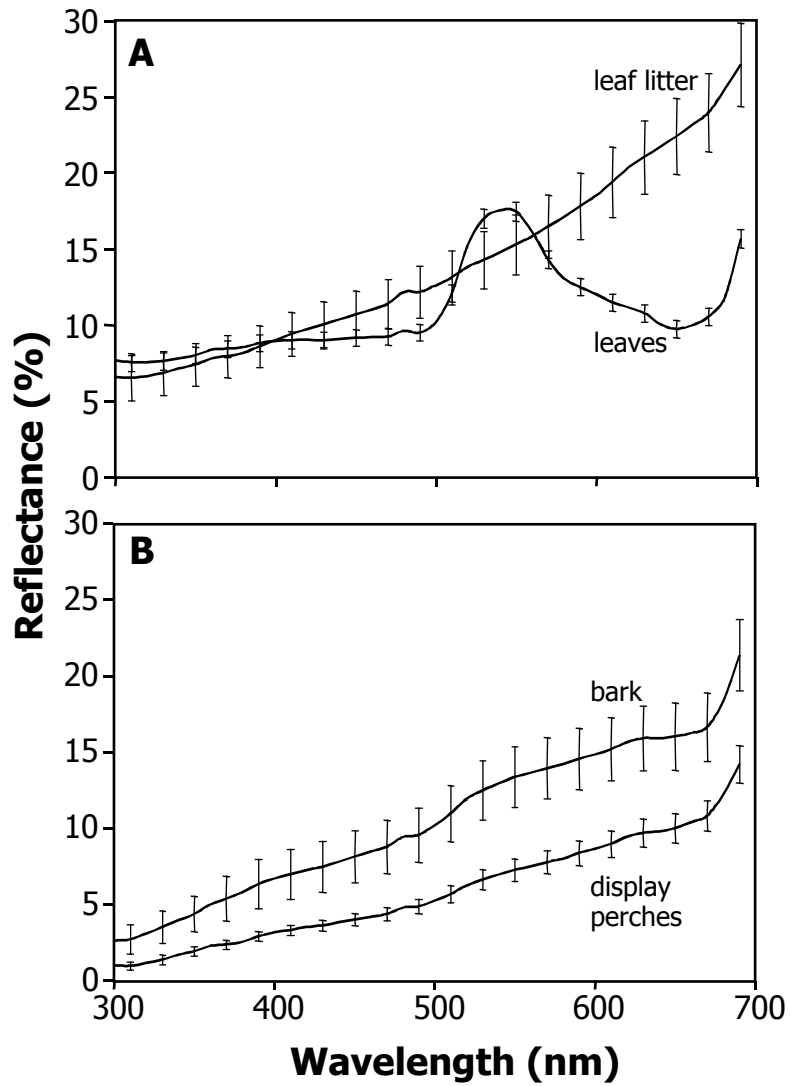 Reflectance (%)
A
30
25
20
15
10
5
0
leaf litter
leaves
B
30
25
20
15
10
5
0
bark
display
perches
300
400
500
600
700
Wavelength (nm)